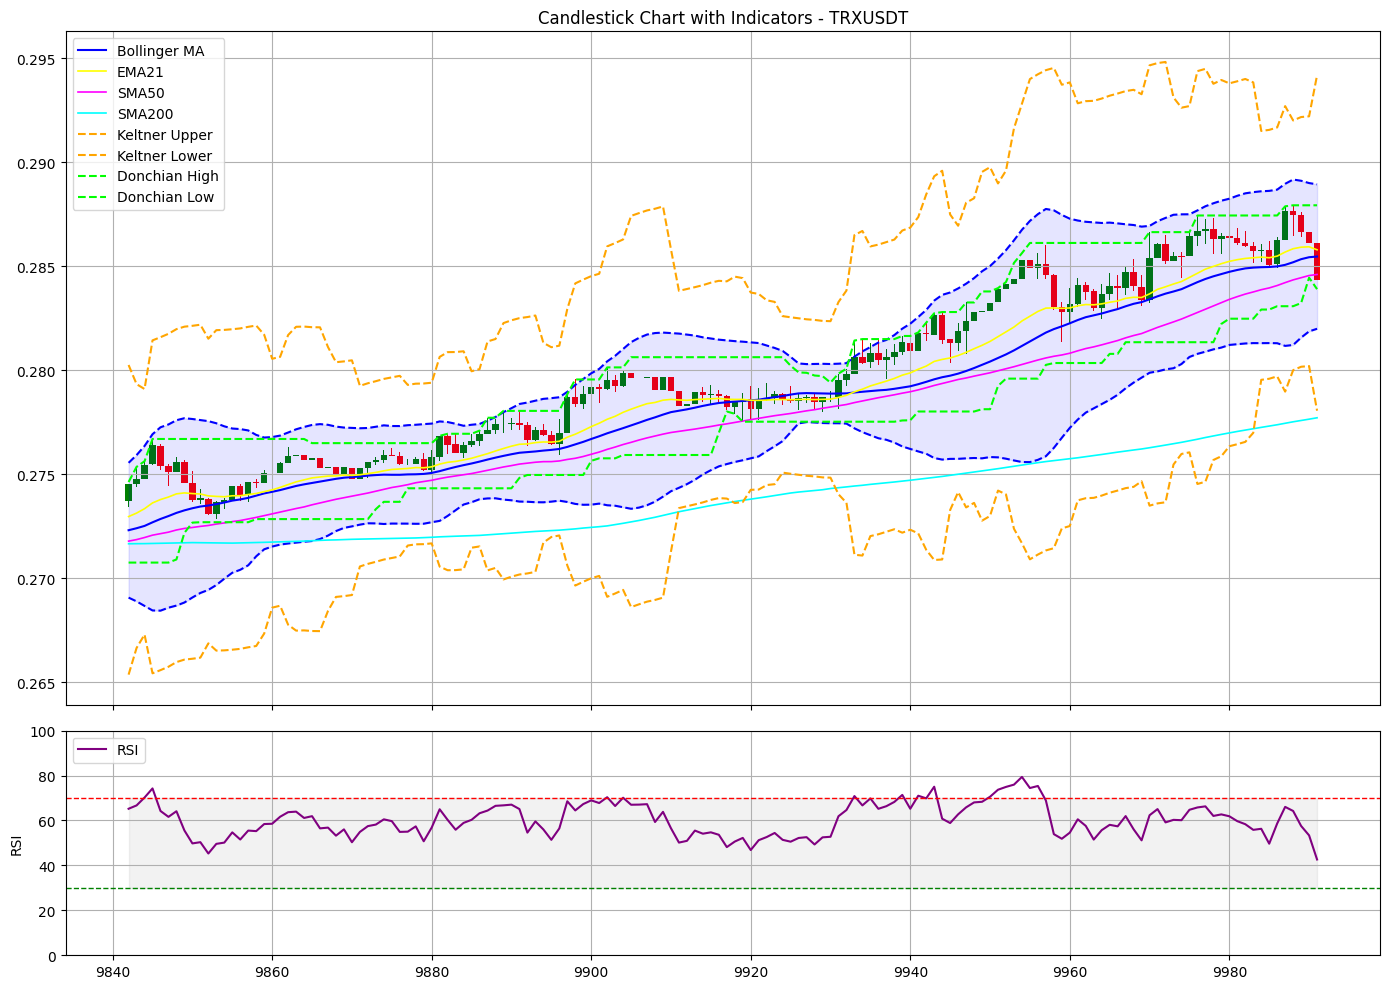 Candlestick Chart with Indicators - TRXUSDT
Bollinger MA
EMA21
SMA50
SMA200
Keltner Upper
Keltner Lower
Donchian High
Donchian Low
0.295
0.290
0.285
0.280
0.275
0.270
0.265
RSI
RSI
100
80
60
40
20
0
9840 9860 9880 9900 9920 9940 9960 9980